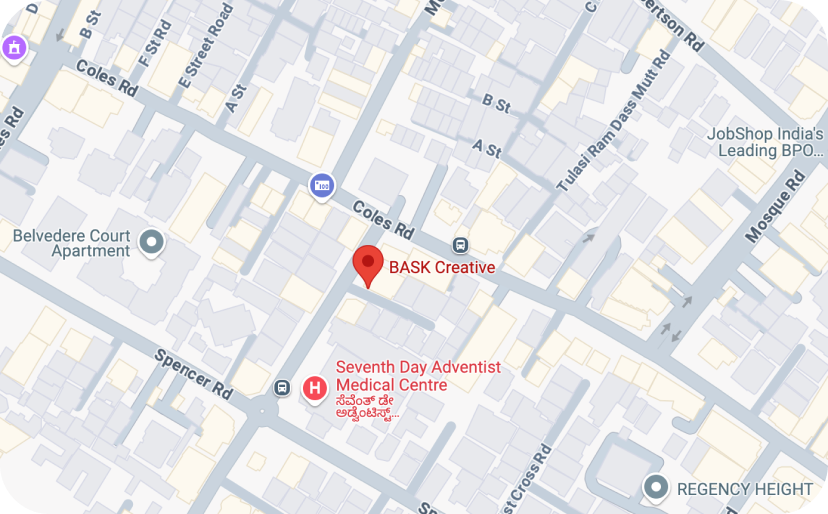 D
B St
F St Rd
E Street Road
A St
Coles Rd
es Rd
B St
A St
Tulasi Ram Dass Mutt Rd
JobShop India's
Leading BPO...
Mosque Rd
Coles Rd
Belvedere Court
Apartment
BASK Creative
Spencer Rd
H
Seventh Day Adventist
Medical Centre
ಸೆವೆಂತ್ ಡೇ
ಅಡ್ವೆಂಟಿಸ್ಟ್...
st Cross Rd
REGENCY HEIGHT